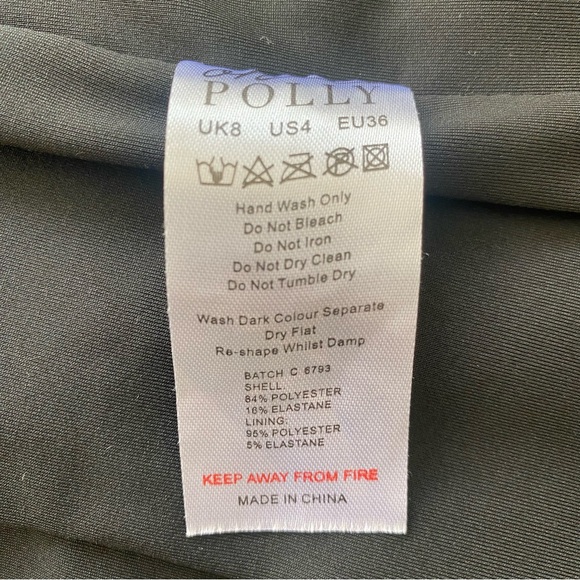 POLLY
UK8 US4 EU36
Hand Wash Only
Do Not Bleach
Do Not Iron
Do Not Dry Clean
Do Not Tumble Dry
Wash Dark Colour Separate
Dry Flat
Re-shape Whilst Damp
BATCH C 6793
SHELL:
84% POLYESTER
16% ELASTANE
LINING:
95% POLYESTER
5% ELASTANE
KEEP AWAY FROM FIRE
MADE IN CHINA